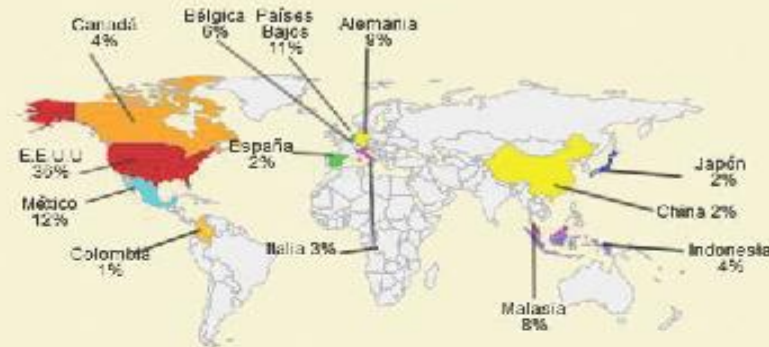 Canadá
4%
Bélgica
6%
Países
Bajos
11%
Alemania
9%
E.E.U.U
36%
España
2%
Japón
2%
México
12%
China 2%
Colombia
1%
Italia 3%
Indonesia
4%
Malasia
8%